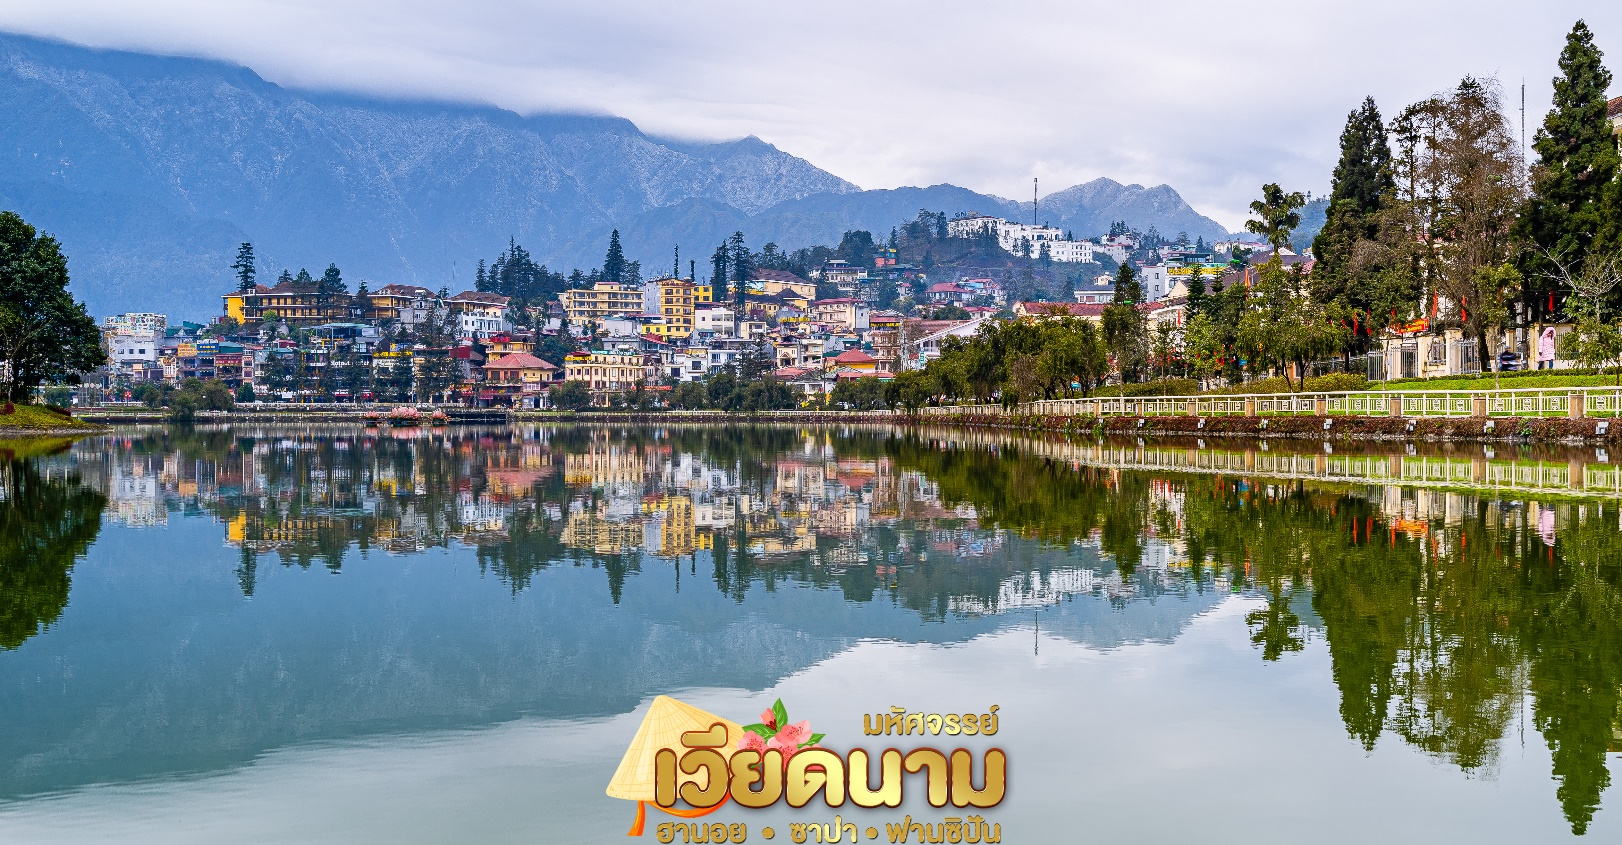 มหัศจรรย์
เวียดนาม
ฮานอย • ซาปา • ฟานซิปัน